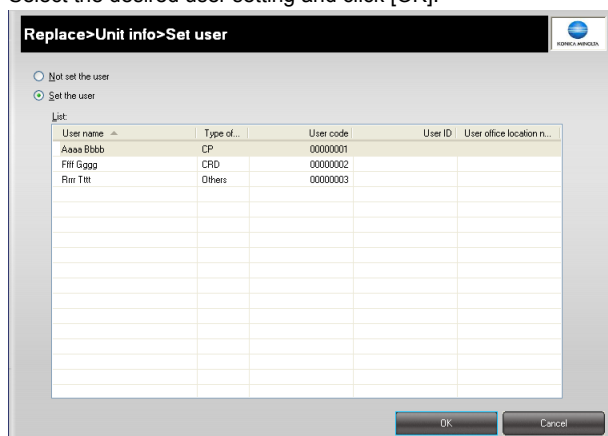 Select the desired user setting and click [OK].
Replace>Unit info>Set user
KONICA MINOLTA
Not set the user
Set the user
List:
User name Type of... User code User ID User office location n...
Aaaa Bbbb CP 00000001
Ffff Gggg CRD 00000002
Rrrr Tttt Others 00000003
OK Cancel